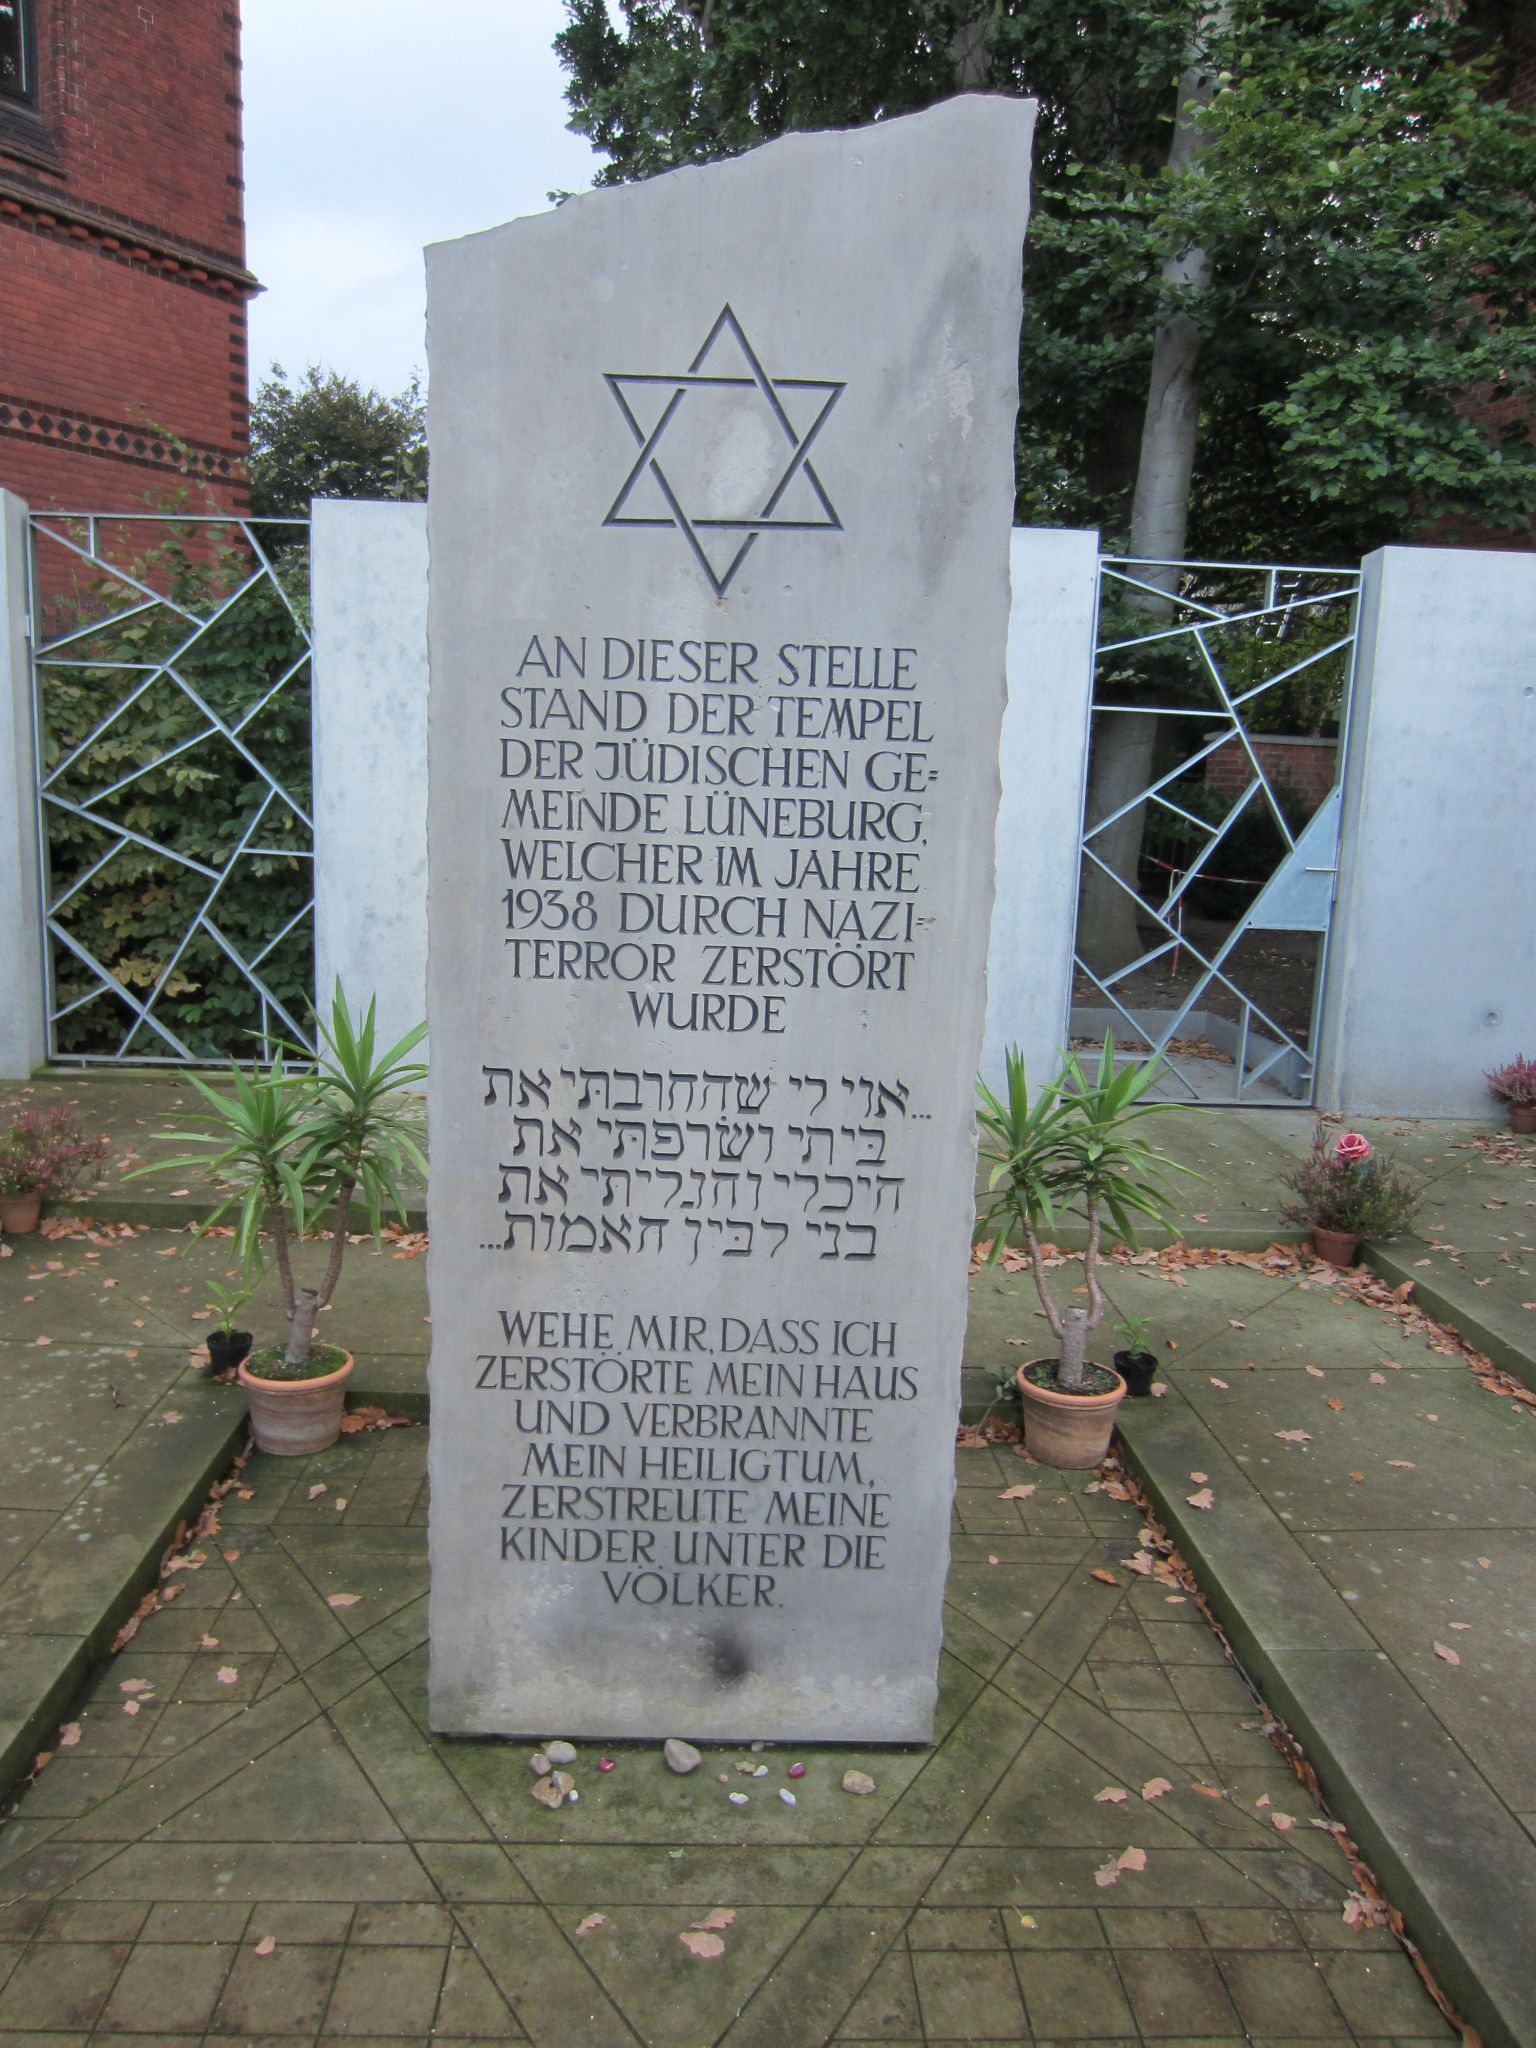 AN DIESER STELLE
STAND DER TEMPEL
DER JÜDISCHEN GE=
MEINDE LÜNEBURG,
WELCHER IM JAHRE
1938 DURCH NAZI=
TERROR ZERSTÖRT
WURDE
...אוי לי שהחרבתי את
ביתי ושרפתי את
היכלי והגליתי את
בני לבין האמות...
WEHE MIR, DASS ICH
ZERSTÖRTE MEIN HAUS
UND VERBRANNTE
MEIN HEILIGTUM,
ZERSTREUTE MEINE
KINDER UNTER DIE
VÖLKER.